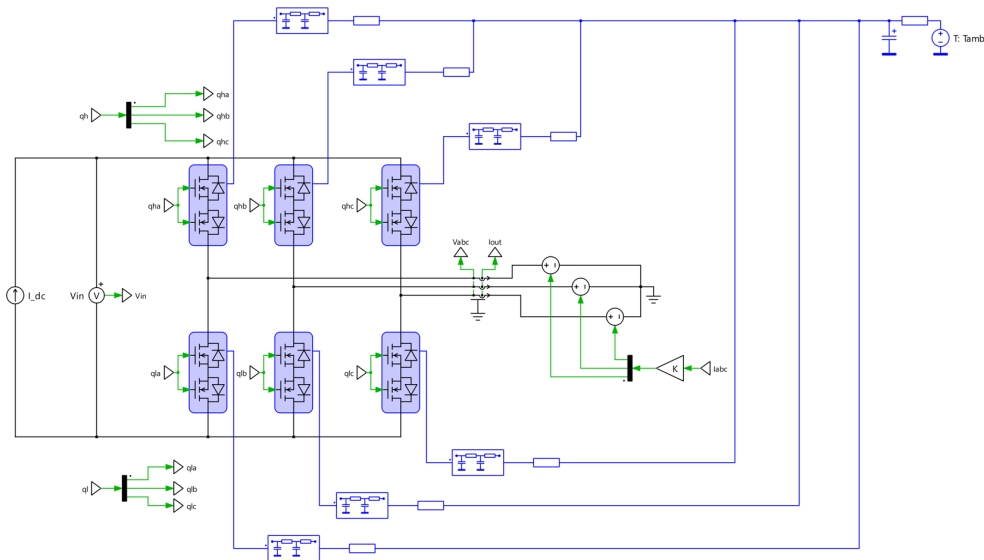 T: Tamb
qha
qh
qhb
qhc
qha
qhb
qhc
Vabc
Iout
I_dc
Vin
V
Vin
qla
qlb
qlc
K
Iabc
qla
ql
qlb
qlc